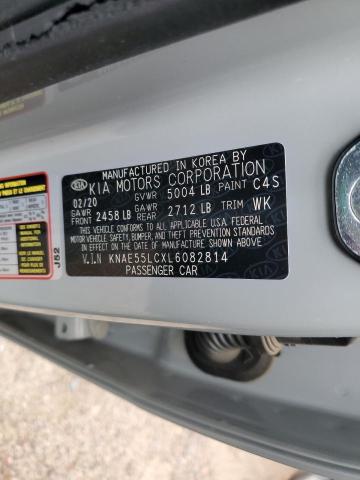 MANUFACTURED IN KOREA BY
KIA KIA MOTORS CORPORATION
02/20 GVWR 5004 LB PAINT C4S
GAWR FRONT 2458 LB GAWR REAR 2712 LB TRIM WK
THIS VEHICLE CONFORMS TO ALL APPLICABLE U.S.A. FEDERAL
MOTOR VEHICLE SAFETY, BUMPER, AND THEFT PREVENTION
STANDARDS IN EFFECT ON THE DATE OF MANUFACTURE SHOWN ABOVE.
V.I.N KNAE55LCXL6082814
PASSENGER CAR
J52